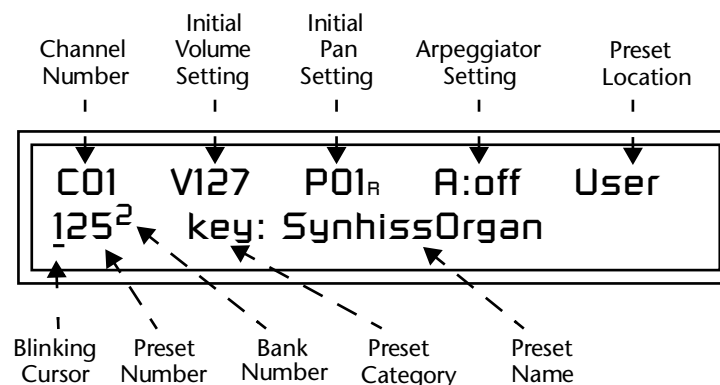 Initial Initial
Channel Volume Pan Arpeggiator Preset
Number Setting Setting Setting Location
C01 V127 P01R A:off User
125² key: SynhissOrgan
Blinking Preset Bank Preset Preset
Cursor Number Number Category Name